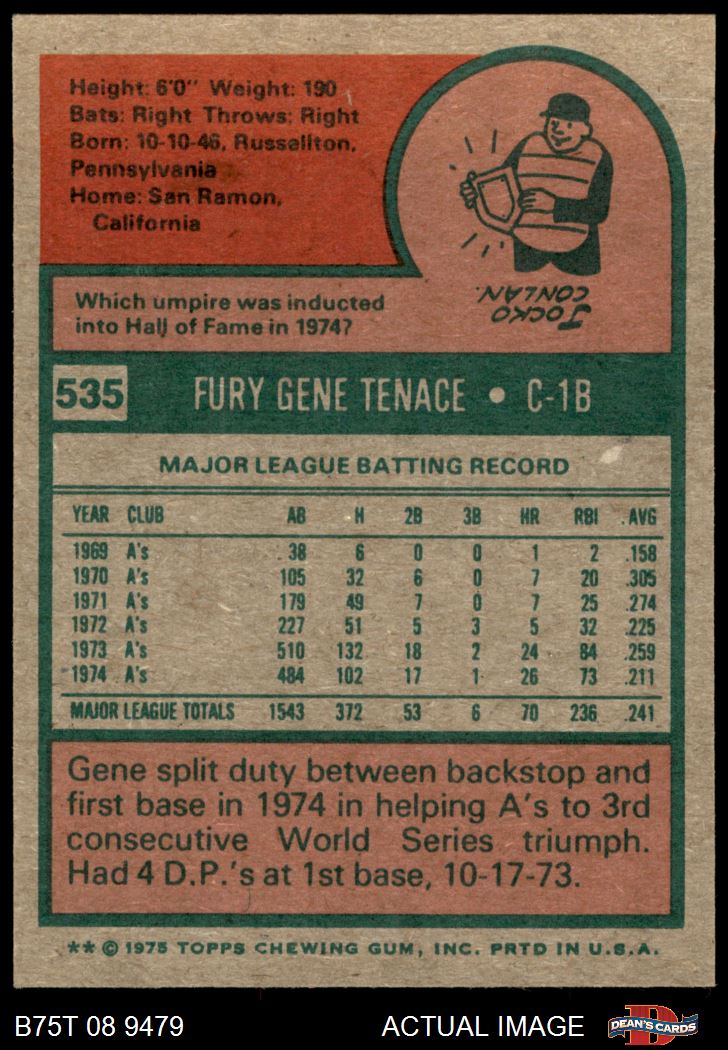 Height: 6'0" Weight: 190
Bats: Right Throws: Right
Born: 10-10-46, Russellton,
Pennsylvania
Home: San Ramon,
California
JOCKO
CONLAN.
Which umpire was inducted
into Hall of Fame in 1974?
535 FURY GENE TENACE • C-1B
MAJOR LEAGUE BATTING RECORD
YEAR CLUB AB H 2B 3B HR RBI AVG
1969 A's 38 6 0 0 1 2 .158
1970 A's 105 32 6 0 7 20 .305
1971 A's 179 49 7 0 7 25 .274
1972 A's 227 51 5 3 5 32 .225
1973 A's 510 132 18 2 24 84 .259
1974 A's 484 102 17 1 26 73 .211
MAJOR LEAGUE TOTALS 1543 372 53 6 70 236 .241
Gene split duty between backstop and
first base in 1974 in helping A's to 3rd
consecutive World Series triumph.
Had 4 D.P.'s at 1st base, 10-17-73.
** © 1975 TOPPS CHEWING GUM, INC. PRTD IN U.S.A.
B75T 08 9479 ACTUAL IMAGE D DEAN'S CARDS